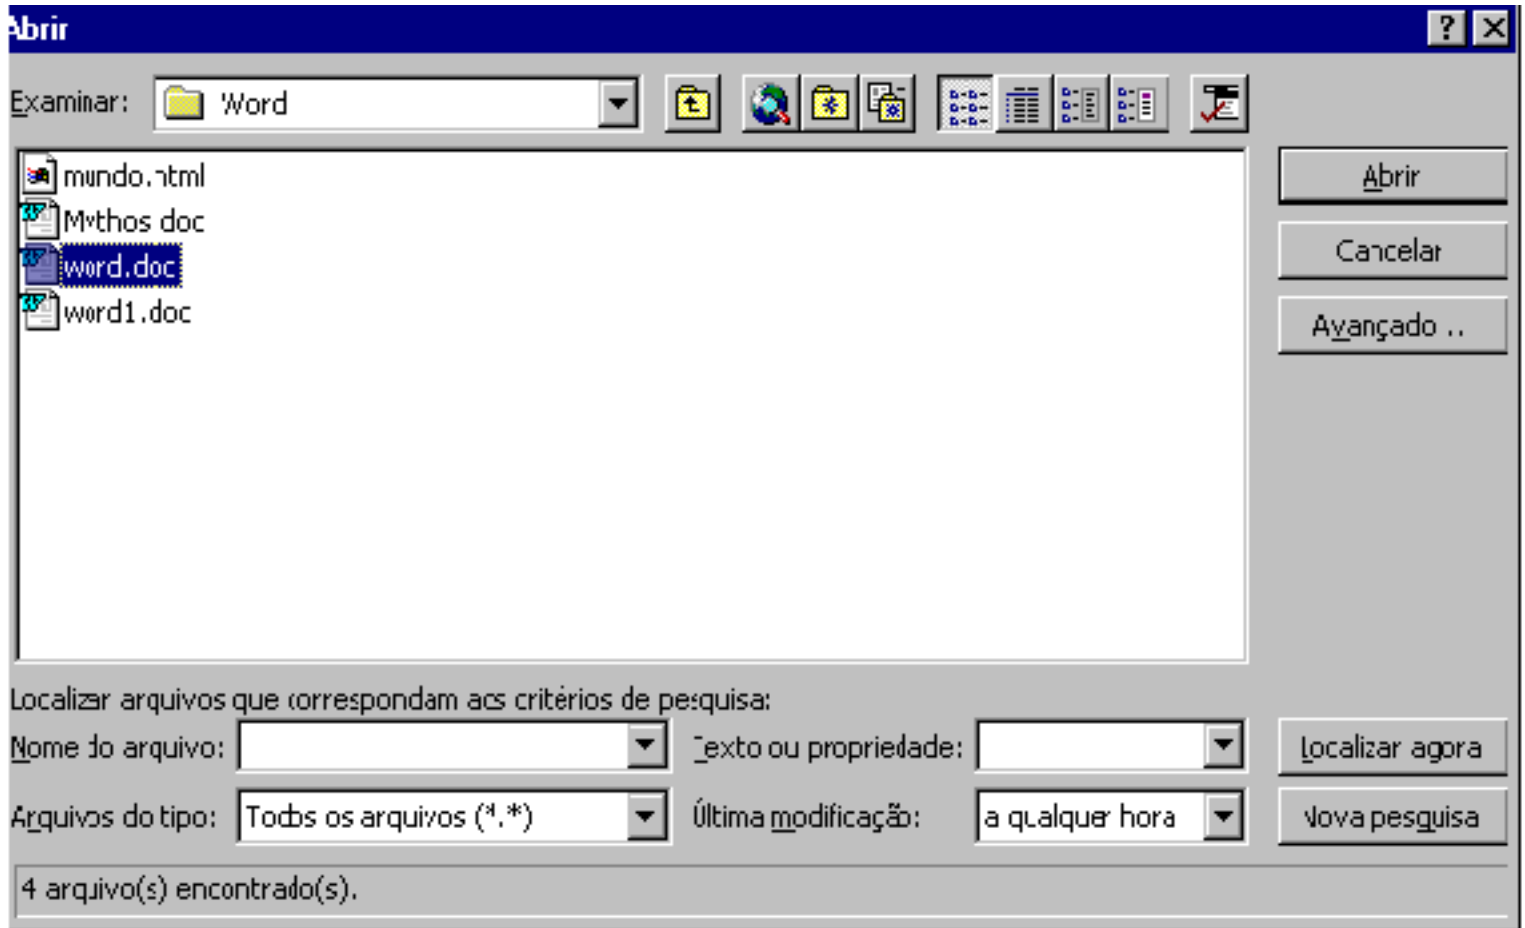 Abrir
Examinar: Word
mundo.html
Mythos doc
word.doc
word1.doc
Abrir
Cancelar
Avançado ..
Localizar arquivos que correspondam aos critérios de pesquisa:
Nome do arquivo: Texto ou propriedade: Localizar agora
Arquivos do tipo: Todos os arquivos (*.*) Última modificação: a qualquer hora Nova pesquisa
4 arquivo(s) encontrado(s).